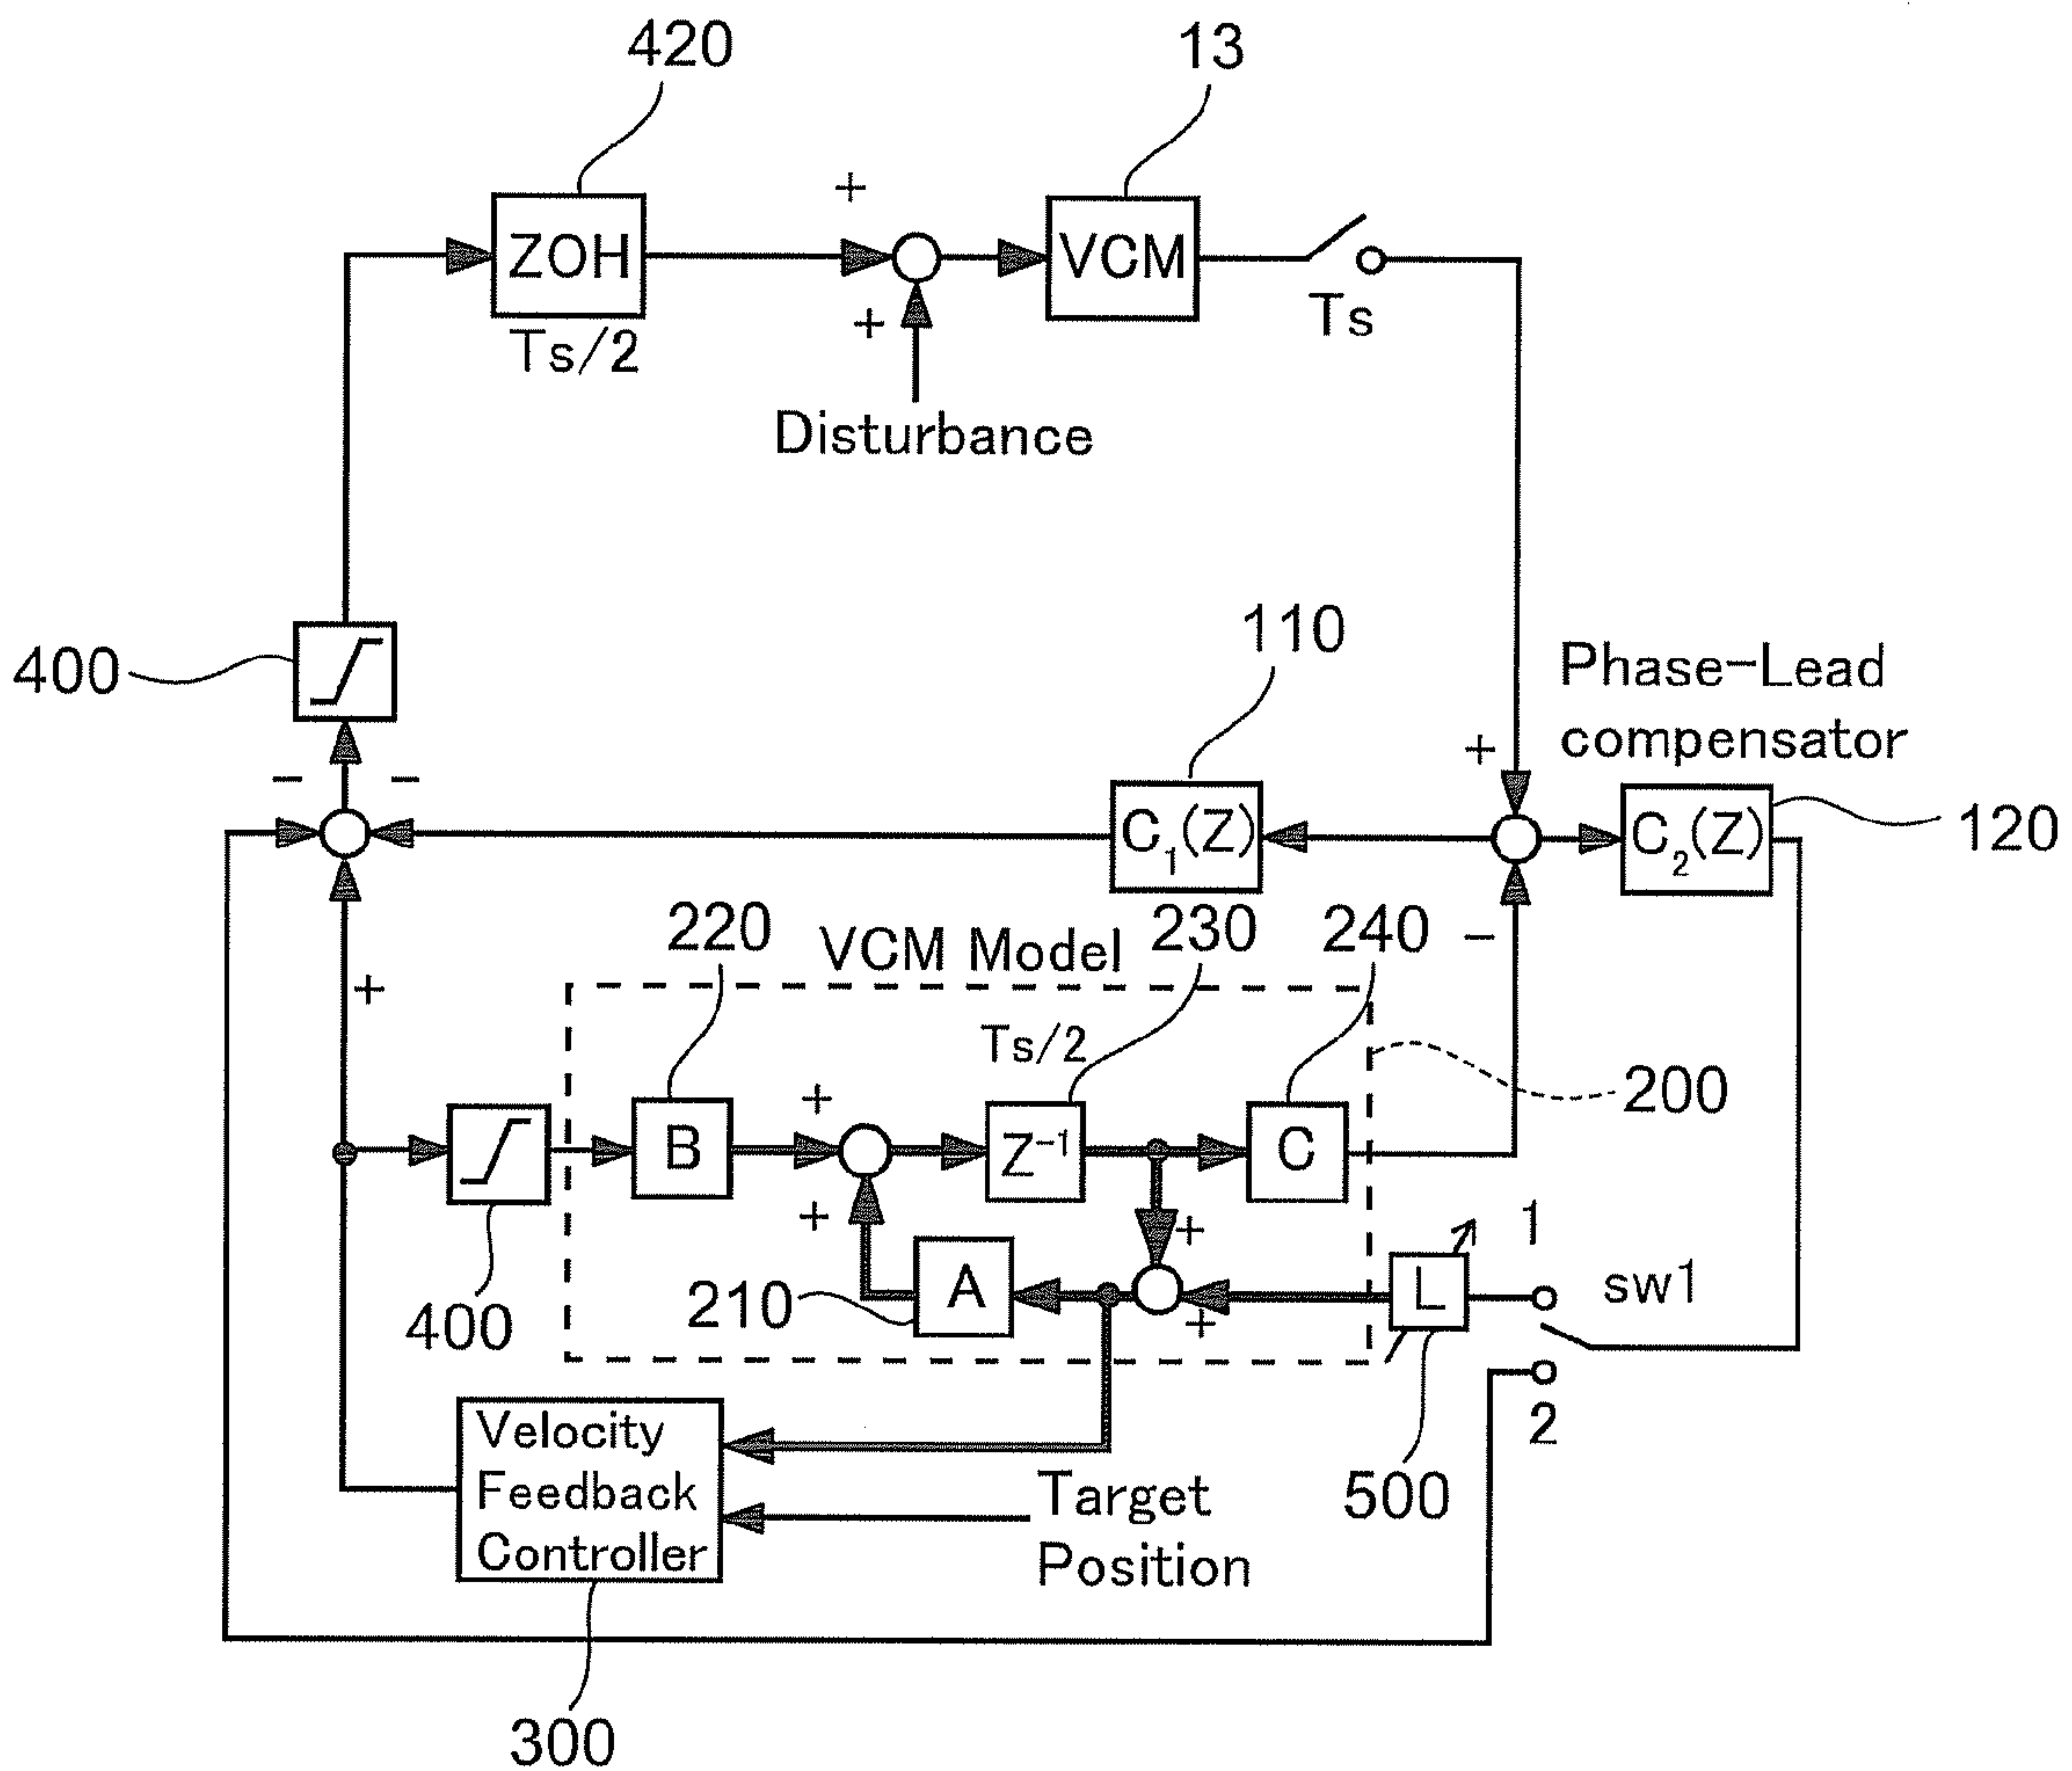 420
13
+
ZOH
VCM
Ts/2
+
Ts
Disturbance
110
400
Phase-Lead
compensator
+
- -
C1(Z)
C2(Z)
120
220
VCM Model
230
240
-
+
Ts/2
200
+
B
Z-1
C
+
+
1
A
L
sw1
210
+
400
2
Velocity
Feedback
Controller
Target
Position
500
300